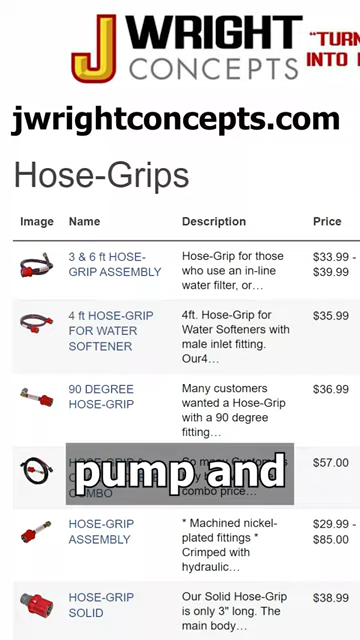 J WRIGHT
CONCEPTS
"TURN
INTO
jwrightconcepts.com
Hose-Grips
Image Name Description Price
3 & 6 ft HOSE-
GRIP ASSEMBLY
Hose-Grip for those
who use an in-line
water filter, or…
$33.99 -
$39.99
4 ft HOSE-GRIP
FOR WATER
SOFTENER
4ft. Hose-Grip for
Water Softeners with
male inlet fitting.
Our4…
$35.99
90 DEGREE
HOSE-GRIP
Many customers
wanted a Hose-Grip
with a 90 degree
fitting…
$36.99
combo price…
$57.00
pump and
HOSE-GRIP
ASSEMBLY
* Machined nickel-
plated fittings *
Crimped with
hydraulic…
$29.99 -
$85.00
HOSE-GRIP
SOLID
Our Solid Hose-Grip
is only 3" long. The
main body…
$38.99